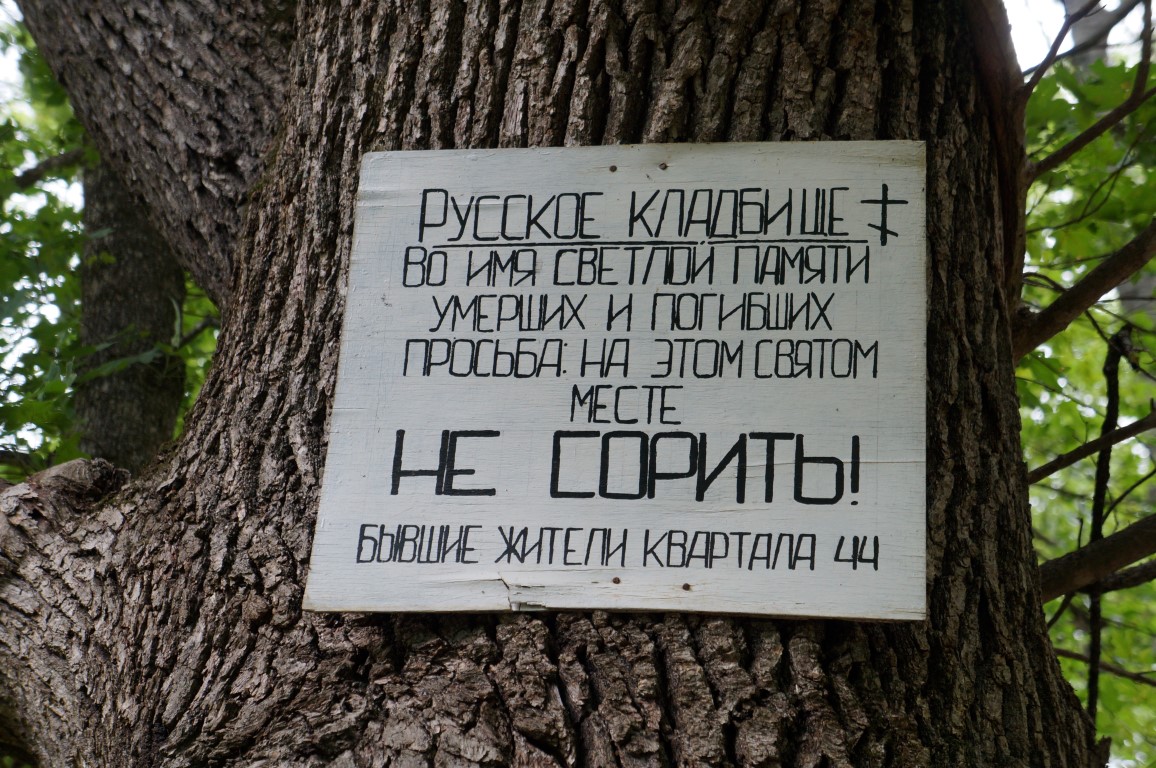 РУССКОЕ КЛАДБИЩЕ ‡
ВО ИМЯ СВЕТЛОЙ ПАМЯТИ
УМЕРШИХ И ПОГИБШИХ
ПРОСЬБА: НА ЭТОМ СВЯТОМ
МЕСТЕ
НЕ СОРИТЬ!
БЫВШИЕ ЖИТЕЛИ КВАРТАЛА 44